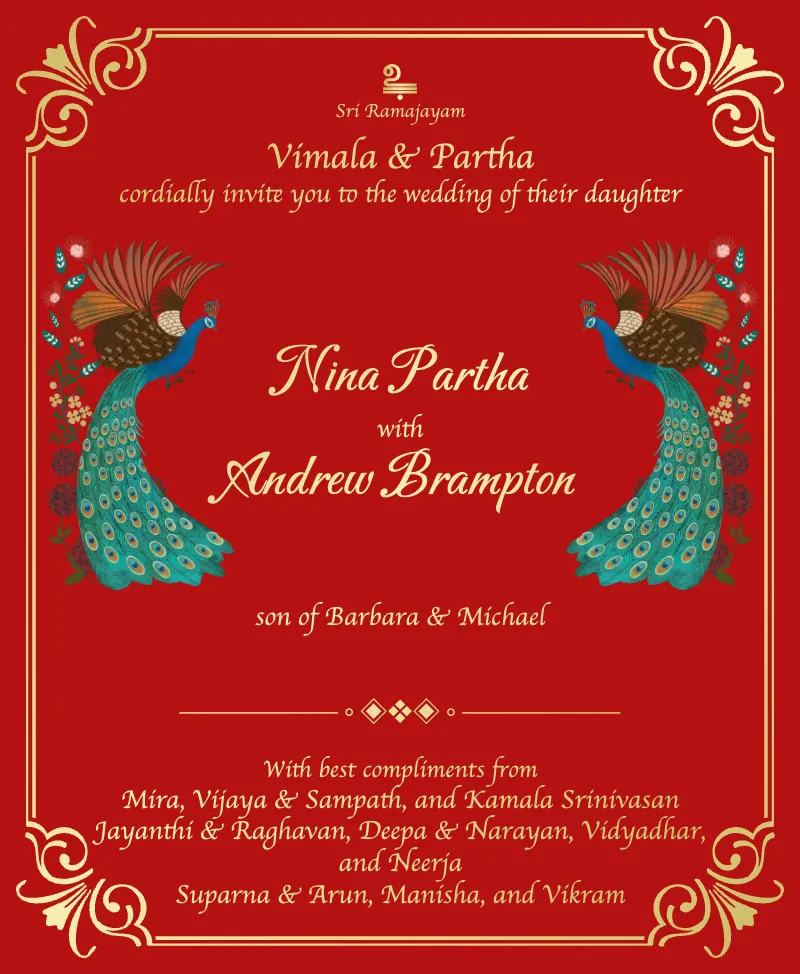 உ
Sri Ramajayam
Vimala & Partha
cordially invite you to the wedding of their daughter
Nina Partha
with
Andrew Brampton
son of Barbara & Michael
With best compliments from
Mira, Vijaya & Sampath, and Kamala Srinivasan
Jayanthi & Raghavan, Deepa & Narayan, Vidyadhar,
and Neerja
Suparna & Arun, Manisha, and Vikram